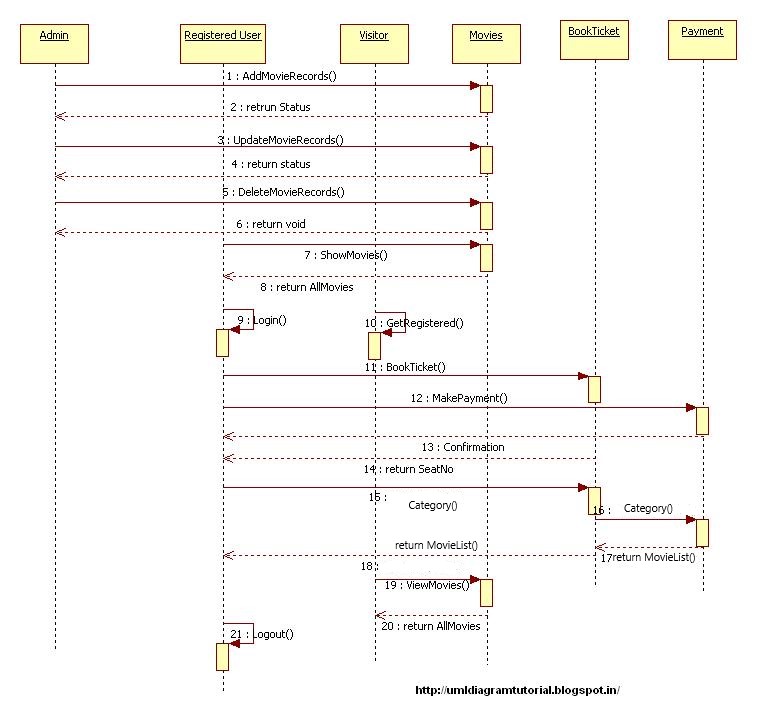 Admin
Registered User
Visitor
Movies
BookTicket
Payment
1 : AddMovieRecords()
2 : retrun Status
3 : UpdateMovieRecords()
4 : return status
5 : DeleteMovieRecords()
6 : return void
7 : ShowMovies()
8 : return AllMovies
9 : Login()
10 : GetRegistered()
11 : BookTicket()
12 : MakePayment()
13 : Confirmation
14 : return SeatNo
15 :
Category()
16 : Category()
return MovieList()
17 return MovieList()
18 :
19 : ViewMovies()
20 : return AllMovies
21 : Logout()
http://umldiagramtutorial.blogspot.in/